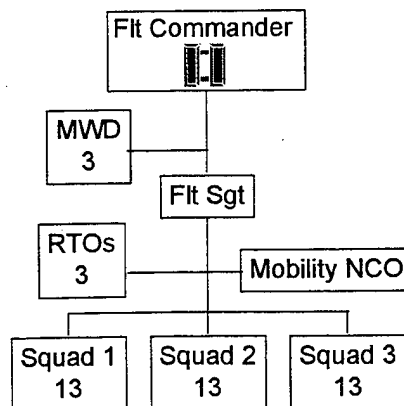 Flt Commander
MWD
3
Flt Sgt
RTOs
3
Mobility NCO
Squad 1
13
Squad 2
13
Squad 3
13